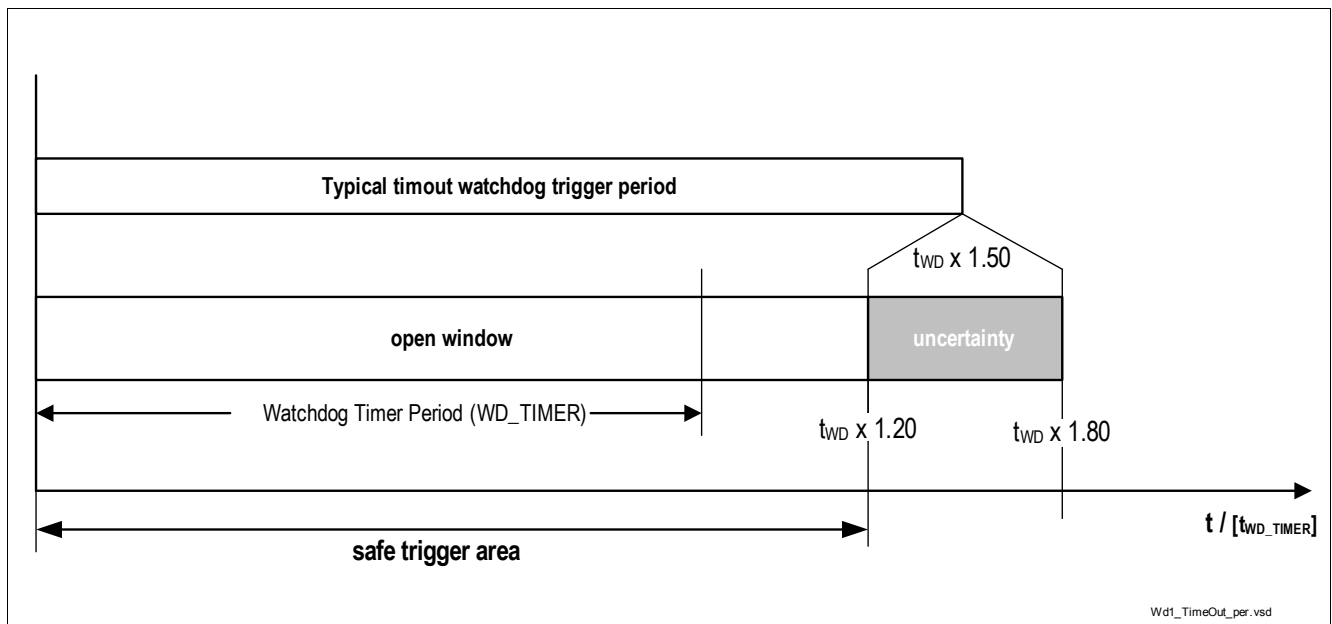 Typical timout watchdog trigger period
tWD x 1.50
open window
uncertainty
Watchdog Timer Period (WD_TIMER)
tWD x 1.20
tWD x 1.80
t / [tWD_TIMER]
safe trigger area
Wd1_TimeOut_per.vsd